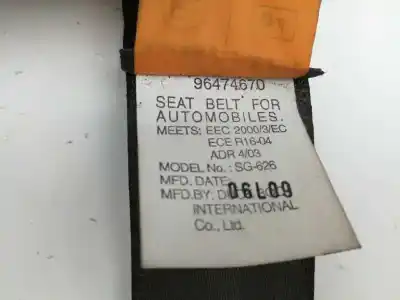 96474670
SEAT BELT FOR
AUTOMOBILES.
MEETS: EEC 2000/3/EC
ECE R16-04
ADR 4/03
MODEL No. : SG-626
MFD. DATE:
06L09
MFD.BY:
INTERNATIONAL
Co., Ltd.